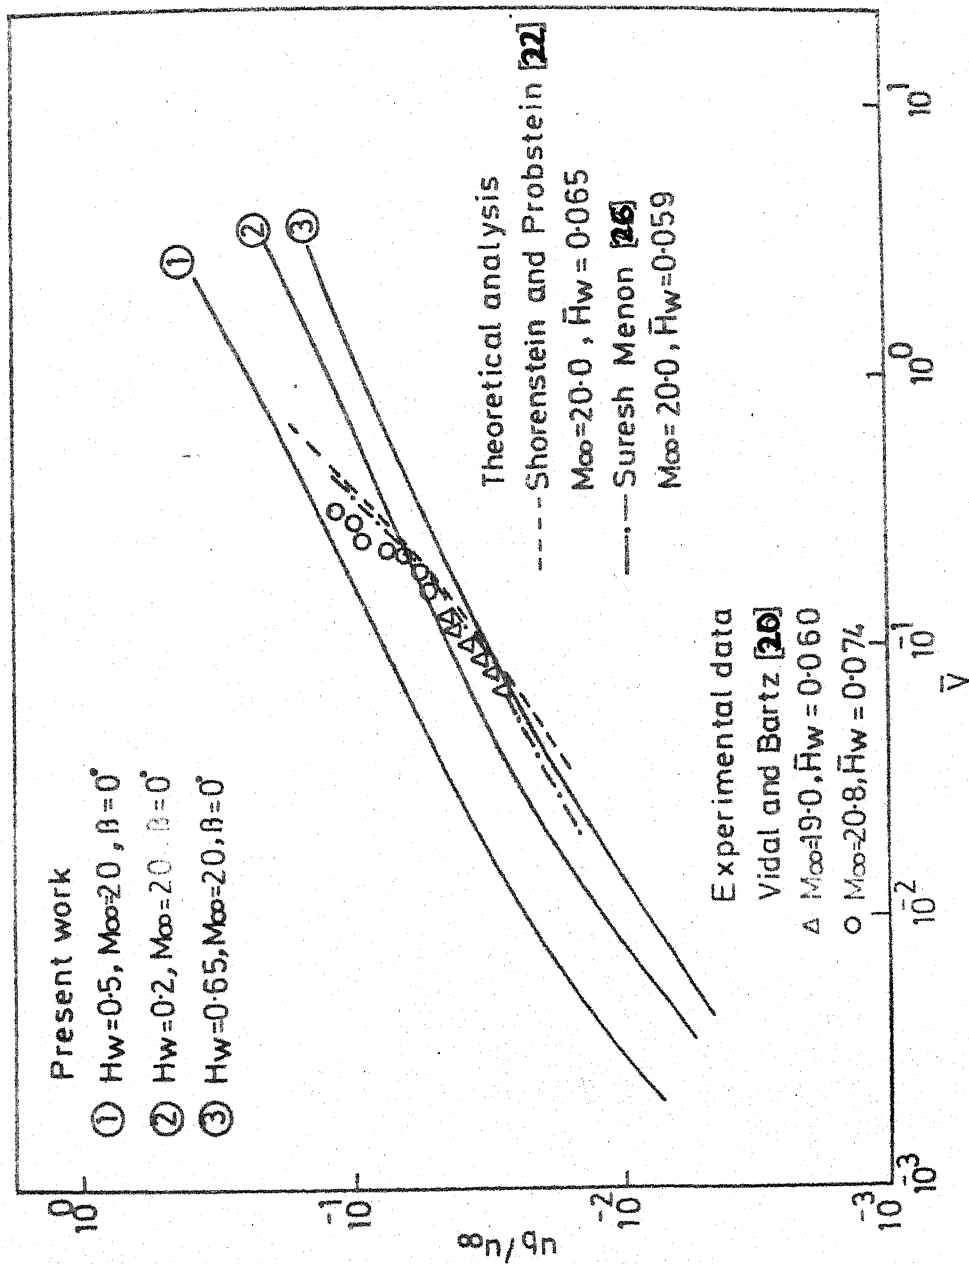 Present work
① Hw=0·5, M∞=20, β=0°
② Hw=0·2, M∞=20, β=0°
③ Hw=0·65, M∞=20, β=0°
①
②
③
Theoretical analysis
---- Shorenstein and Probstein [22]
M∞=20·0, H̅w=0·065
—·— Suresh Menon [26]
M∞=20·0, H̅w=0·059
Experimental data
Vidal and Bartz [20]
△ M∞=19·0, H̅w=0·060
○ M∞=20·8, H̅w=0·074
10⁰
10⁻¹
10⁻²
10⁻³
u_b/u_∞
10⁻³
10⁻²
10⁻¹
10⁰
10¹
V̅